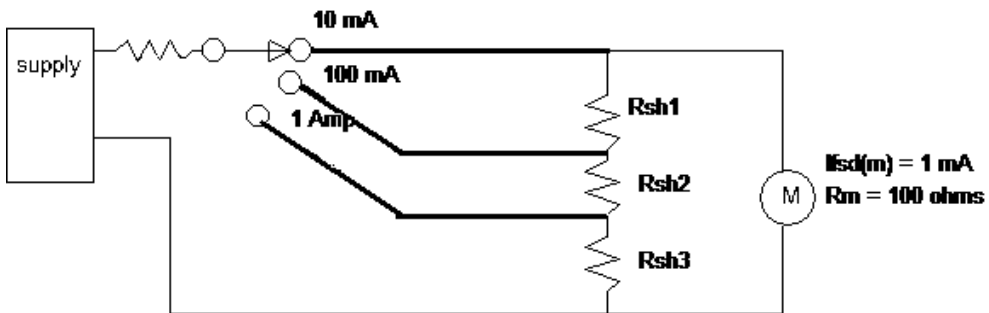 10 mA
supply
100 mA
1 Amp
Rsh1
Rsh2
Rsh3
M
Ifsd(m) = 1 mA
Rm = 100 ohms